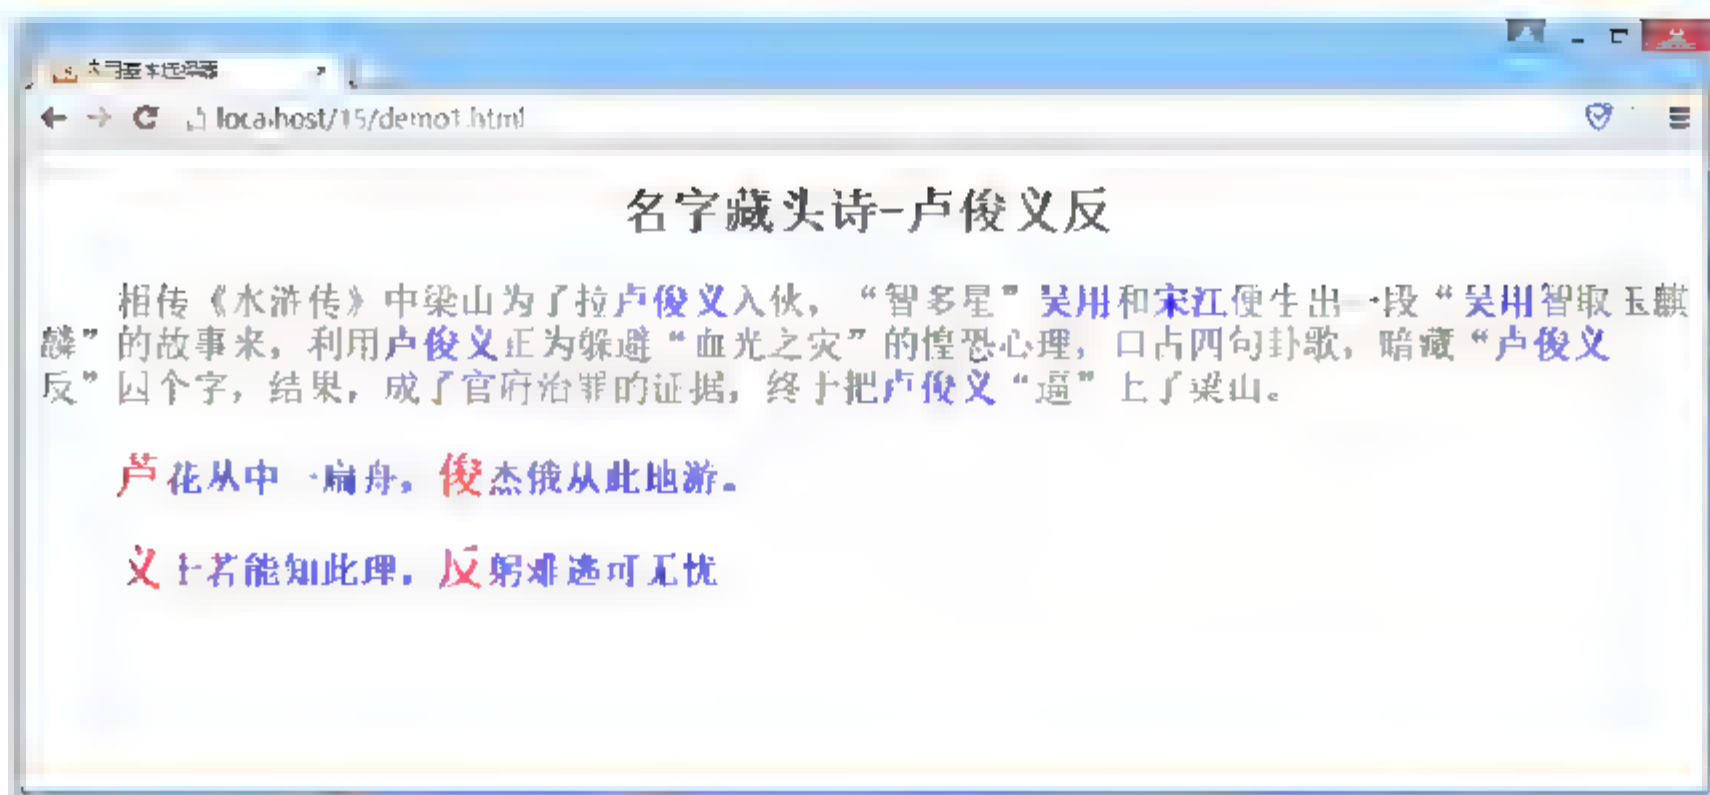 基本选择器
localhost/15/demo1.html
名字藏头诗-卢俊义反
相传《水浒传》中梁山为了拉卢俊义入伙，“智多星”吴用和宋江便生出一段“吴用智取玉麒
麟”的故事来，利用卢俊义正为躲避“血光之灾”的惶恐心理，口占四句卦歌，暗藏“卢俊义
反”四个字，结果，成了官府治罪的证据，终于把卢俊义“逼”上了梁山。
芦花丛中一扁舟，俊杰俄从此地游。
义士若能知此理，反躬难逃可无忧